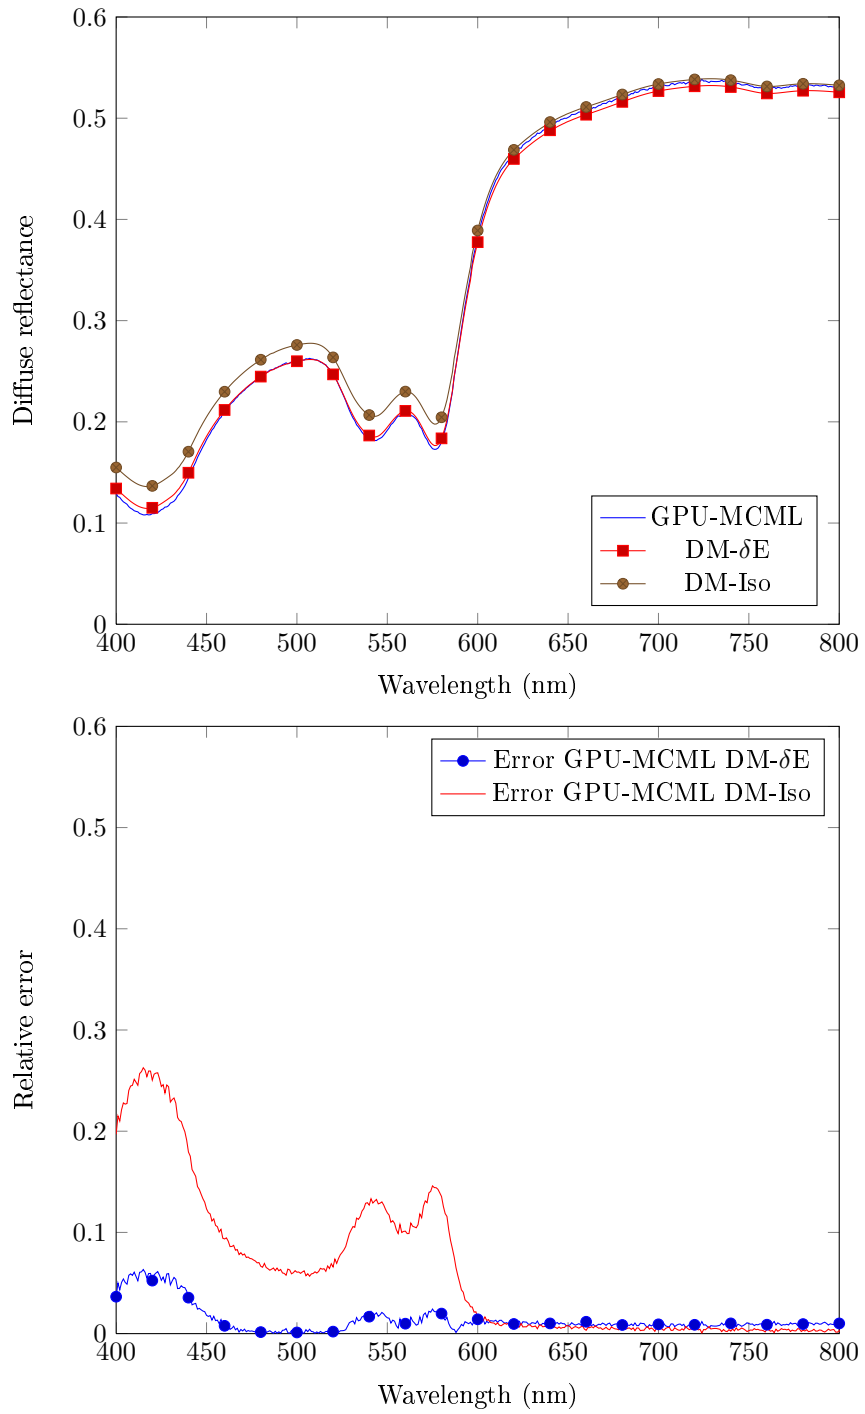 0.6
0.5
0.4
0.3
0.2
0.1
0
Diffuse reflectance
GPU-MCML
DM-δE
DM-Iso
400 450 500 550 600 650 700 750 800
Wavelength (nm)
0.6
0.5
0.4
0.3
0.2
0.1
0
Relative error
Error GPU-MCML DM-δE
Error GPU-MCML DM-Iso
400 450 500 550 600 650 700 750 800
Wavelength (nm)